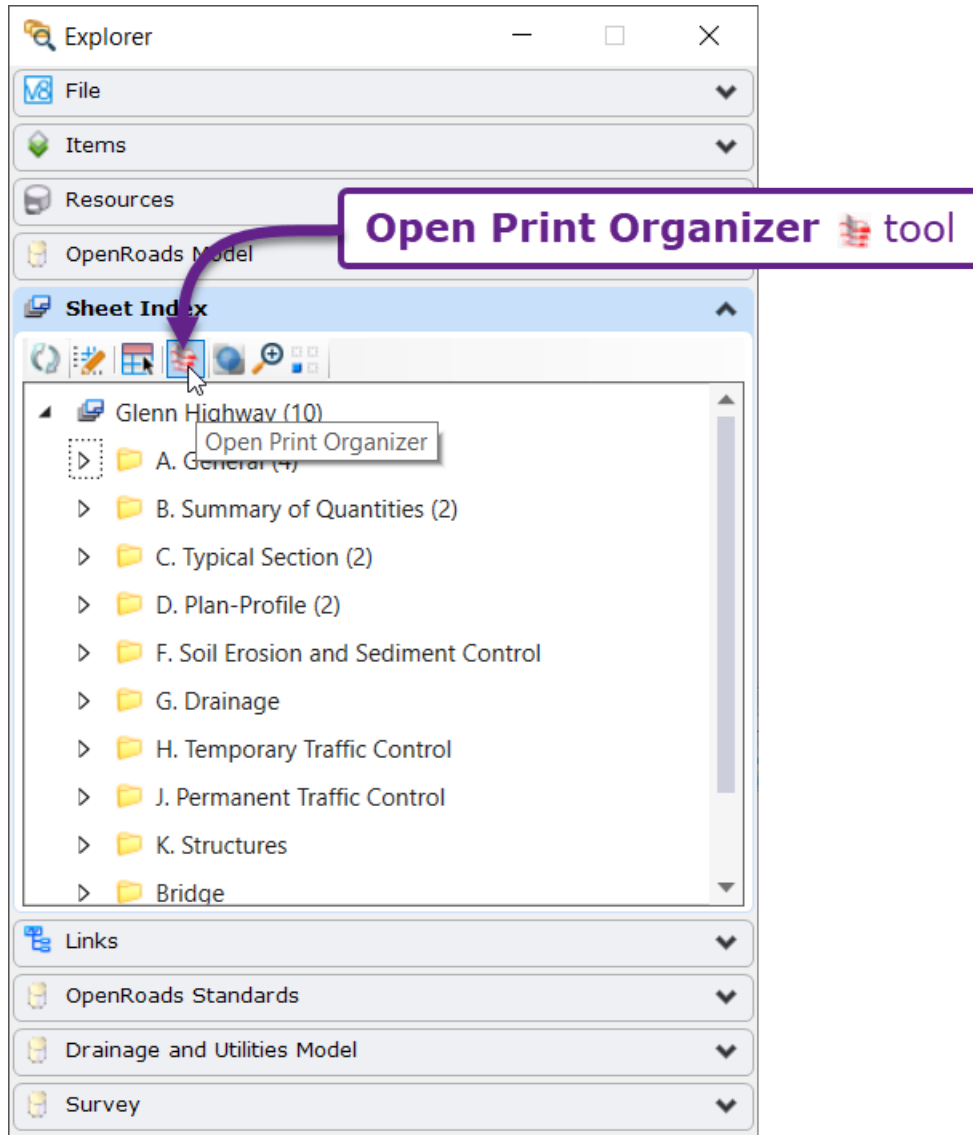 Explorer
V8 File
Items
Resources
Open Print Organizer tool
OpenRoads Model
Sheet Index
Glenn Highway (10)
Open Print Organizer
A. General (4)
B. Summary of Quantities (2)
C. Typical Section (2)
D. Plan-Profile (2)
F. Soil Erosion and Sediment Control
G. Drainage
H. Temporary Traffic Control
J. Permanent Traffic Control
K. Structures
Bridge
Links
OpenRoads Standards
Drainage and Utilities Model
Survey